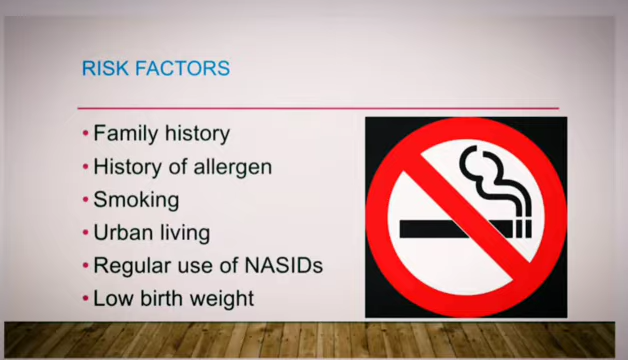 RISK FACTORS
• Family history
• History of allergen
• Smoking
• Urban living
• Regular use of NASIDs
• Low birth weight